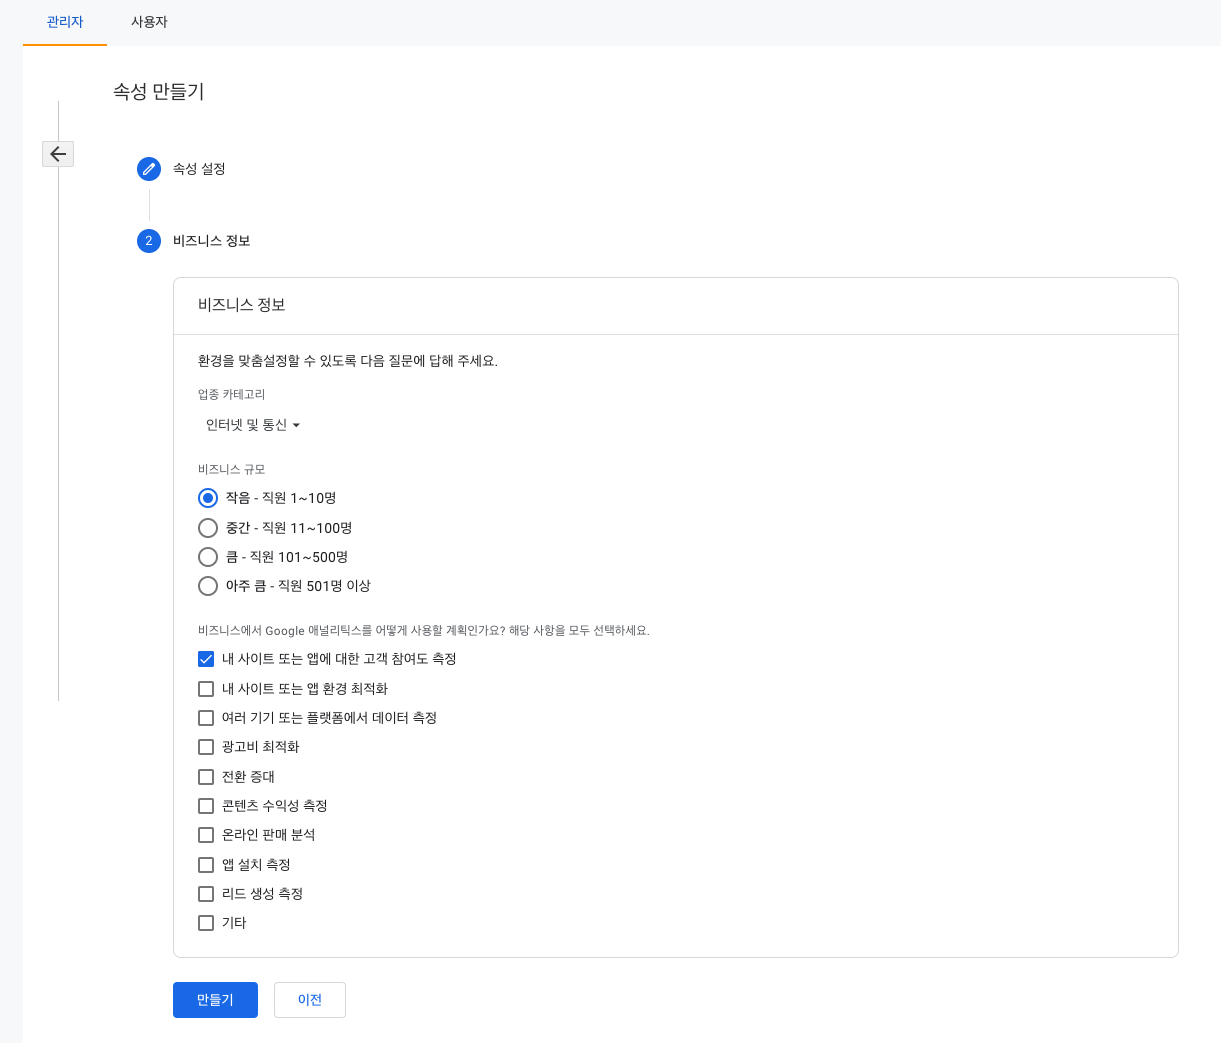 관리자
사용자
속성 만들기
속성 설정
2
비즈니스 정보
비즈니스 정보
환경을 맞춤설정할 수 있도록 다음 질문에 답해 주세요.
업종 카테고리
인터넷 및 통신
비즈니스 규모
작음 - 직원 1~10명
중간 - 직원 11~100명
큼 - 직원 101~500명
아주 큼 - 직원 501명 이상
비즈니스에서 Google 애널리틱스를 어떻게 사용할 계획인가요? 해당 사항을 모두 선택하세요.
내 사이트 또는 앱에 대한 고객 참여도 측정
내 사이트 또는 앱 환경 최적화
여러 기기 또는 플랫폼에서 데이터 측정
광고비 최적화
전환 증대
콘텐츠 수익성 측정
온라인 판매 분석
앱 설치 측정
리드 생성 측정
기타
만들기
이전